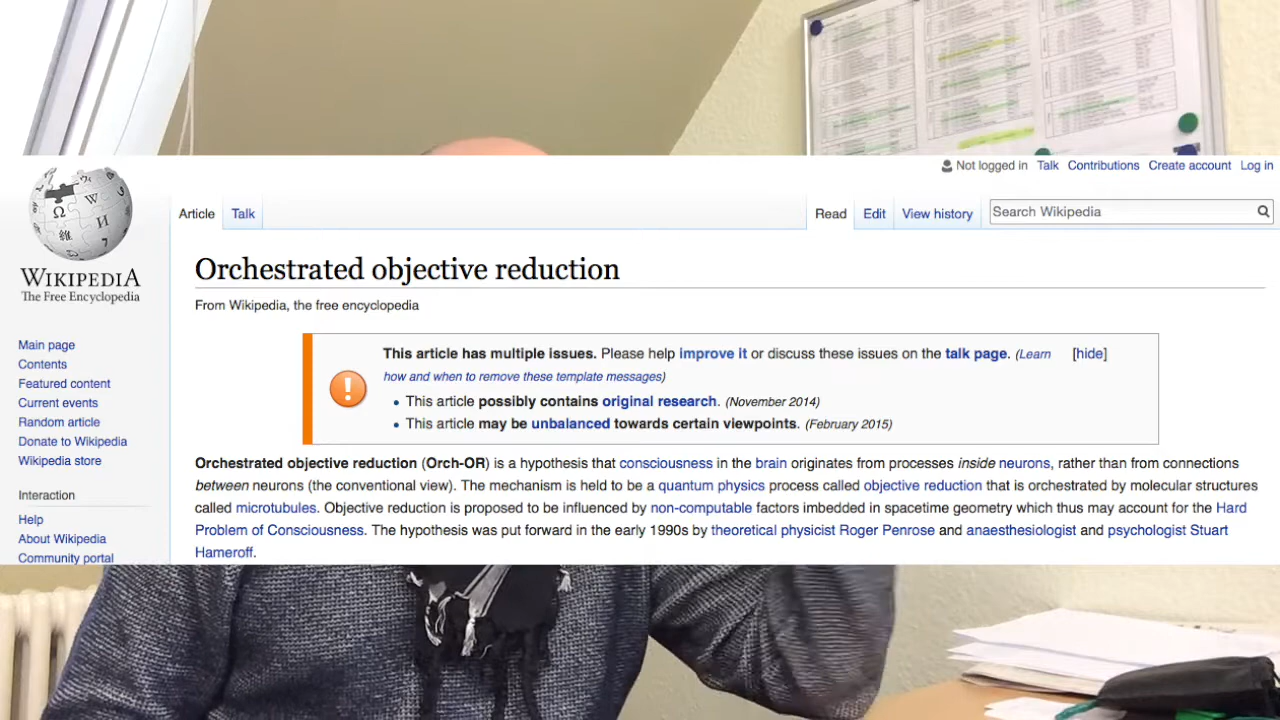 Not logged in Talk Contributions Create account Log in
Article Talk Read Edit View history Search Wikipedia
WIKIPEDIA
The Free Encyclopedia
Main page
Contents
Featured content
Current events
Random article
Donate to Wikipedia
Wikipedia store
Interaction
Help
About Wikipedia
Community portal
Orchestrated objective reduction
From Wikipedia, the free encyclopedia
This article has multiple issues. Please help improve it or discuss these issues on the talk page. (Learn [hide]
how and when to remove these template messages)
• This article possibly contains original research. (November 2014)
• This article may be unbalanced towards certain viewpoints. (February 2015)
Orchestrated objective reduction (Orch-OR) is a hypothesis that consciousness in the brain originates from processes inside neurons, rather than from connections
between neurons (the conventional view). The mechanism is held to be a quantum physics process called objective reduction that is orchestrated by molecular structures
called microtubules. Objective reduction is proposed to be influenced by non-computable factors imbedded in spacetime geometry which thus may account for the Hard
Problem of Consciousness. The hypothesis was put forward in the early 1990s by theoretical physicist Roger Penrose and anaesthesiologist and psychologist Stuart
Hameroff.